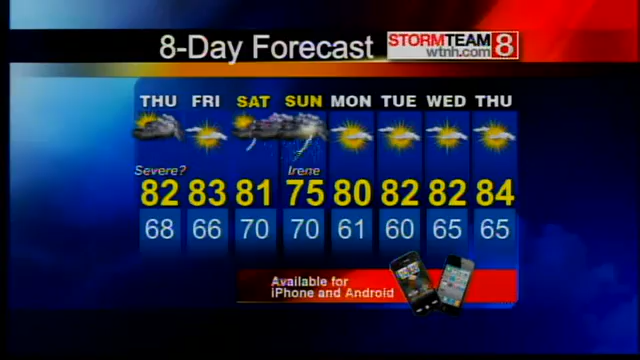 8-Day Forecast STORMTEAM 8
wtnh.com
THU FRI SAT SUN MON TUE WED THU
Severe? Irene
82 83 81 75 80 82 82 84
68 66 70 70 61 60 65 65
Available for
iPhone and Android